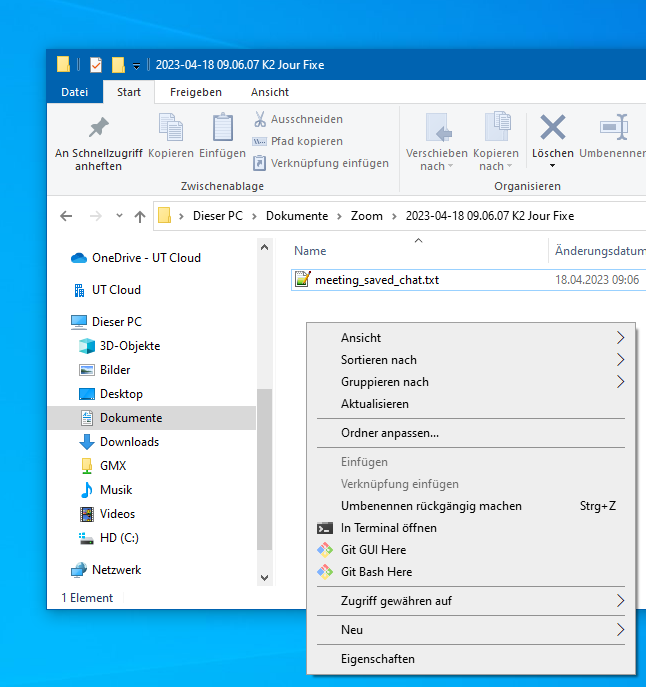 2023-04-18 09.06.07 K2 Jour Fixe
Datei Start Freigeben Ansicht
An Schnellzugriff anheften
Kopieren
Einfügen
Ausschneiden
Pfad kopieren
Verknüpfung einfügen
Zwischenablage
Verschieben nach
Kopieren nach
Löschen
Umbenennen
Organisieren
Dieser PC > Dokumente > Zoom > 2023-04-18 09.06.07 K2 Jour Fixe
OneDrive - UT Cloud
UT Cloud
Dieser PC
3D-Objekte
Bilder
Desktop
Dokumente
Downloads
GMX
Musik
Videos
HD (C:)
Netzwerk
1 Element
Name Änderungsdatum
meeting_saved_chat.txt 18.04.2023 09:06
Ansicht
Sortieren nach
Gruppieren nach
Aktualisieren
Ordner anpassen...
Einfügen
Verknüpfung einfügen
Umbenennen rückgängig machen Strg+Z
In Terminal öffnen
Git GUI Here
Git Bash Here
Zugriff gewähren auf
Neu
Eigenschaften